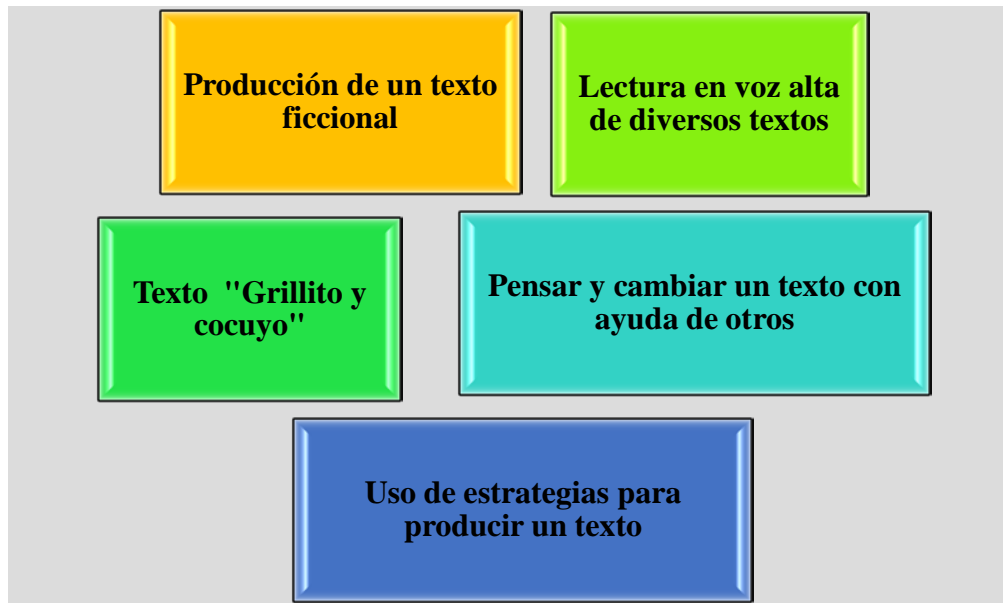 Producción de un texto
ficcional
Lectura en voz alta
de diversos textos
Texto  "Grillito y
cocuyo"
Pensar y cambiar un texto con
ayuda de otros
Uso de estrategias para
producir un texto